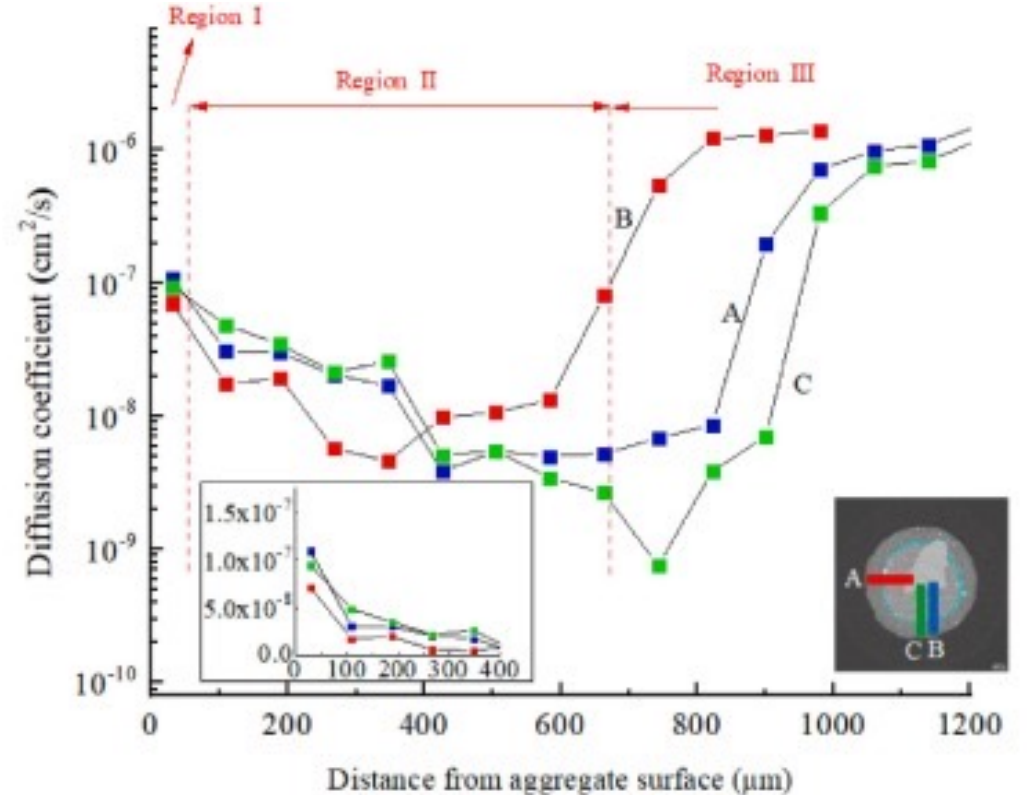 Region I
Region II
Region III
10⁻⁶
10⁻⁷
10⁻⁸
10⁻⁹
10⁻¹⁰
Diffusion coefficient (cm²/s)
B
A
C
1.5x10⁻⁷
1.0x10⁻⁷
5.0x10⁻⁸
0.0
0 100 200 300 400
A
C B
0 200 400 600 800 1000 1200
Distance from aggregate surface (μm)